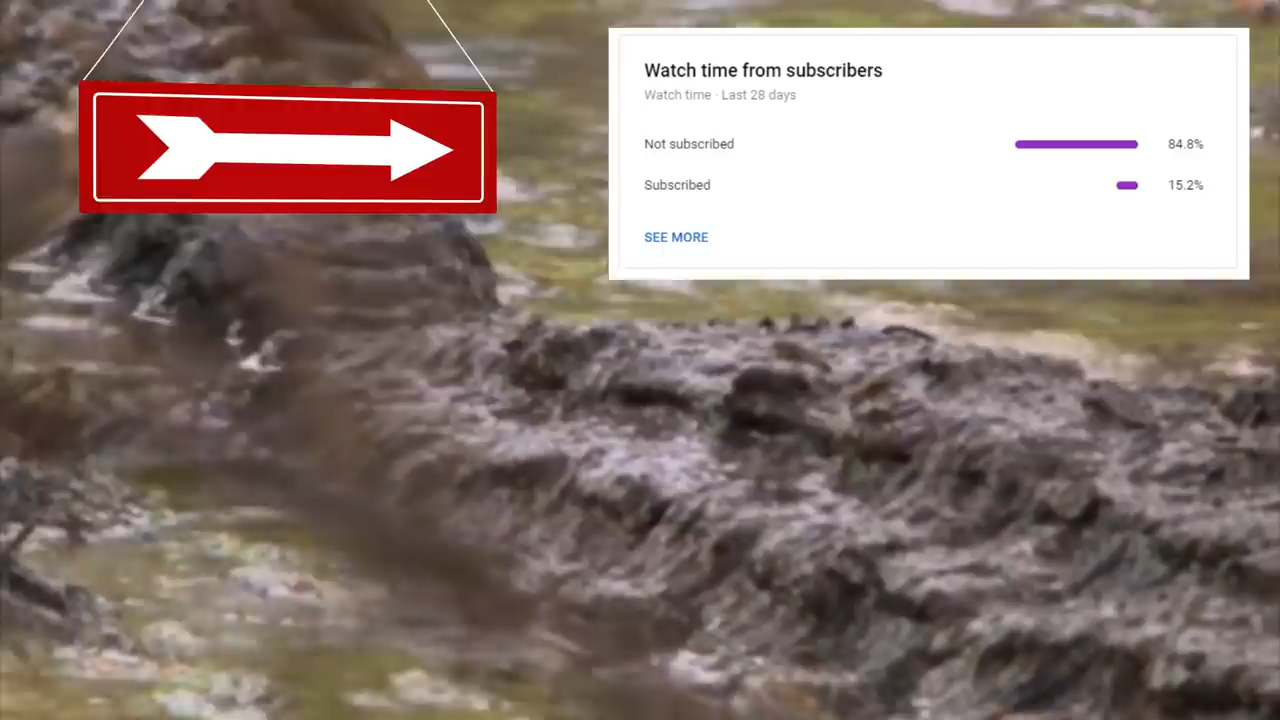 Watch time from subscribers
Watch time · Last 28 days
Not subscribed 84.8%
Subscribed 15.2%
SEE MORE